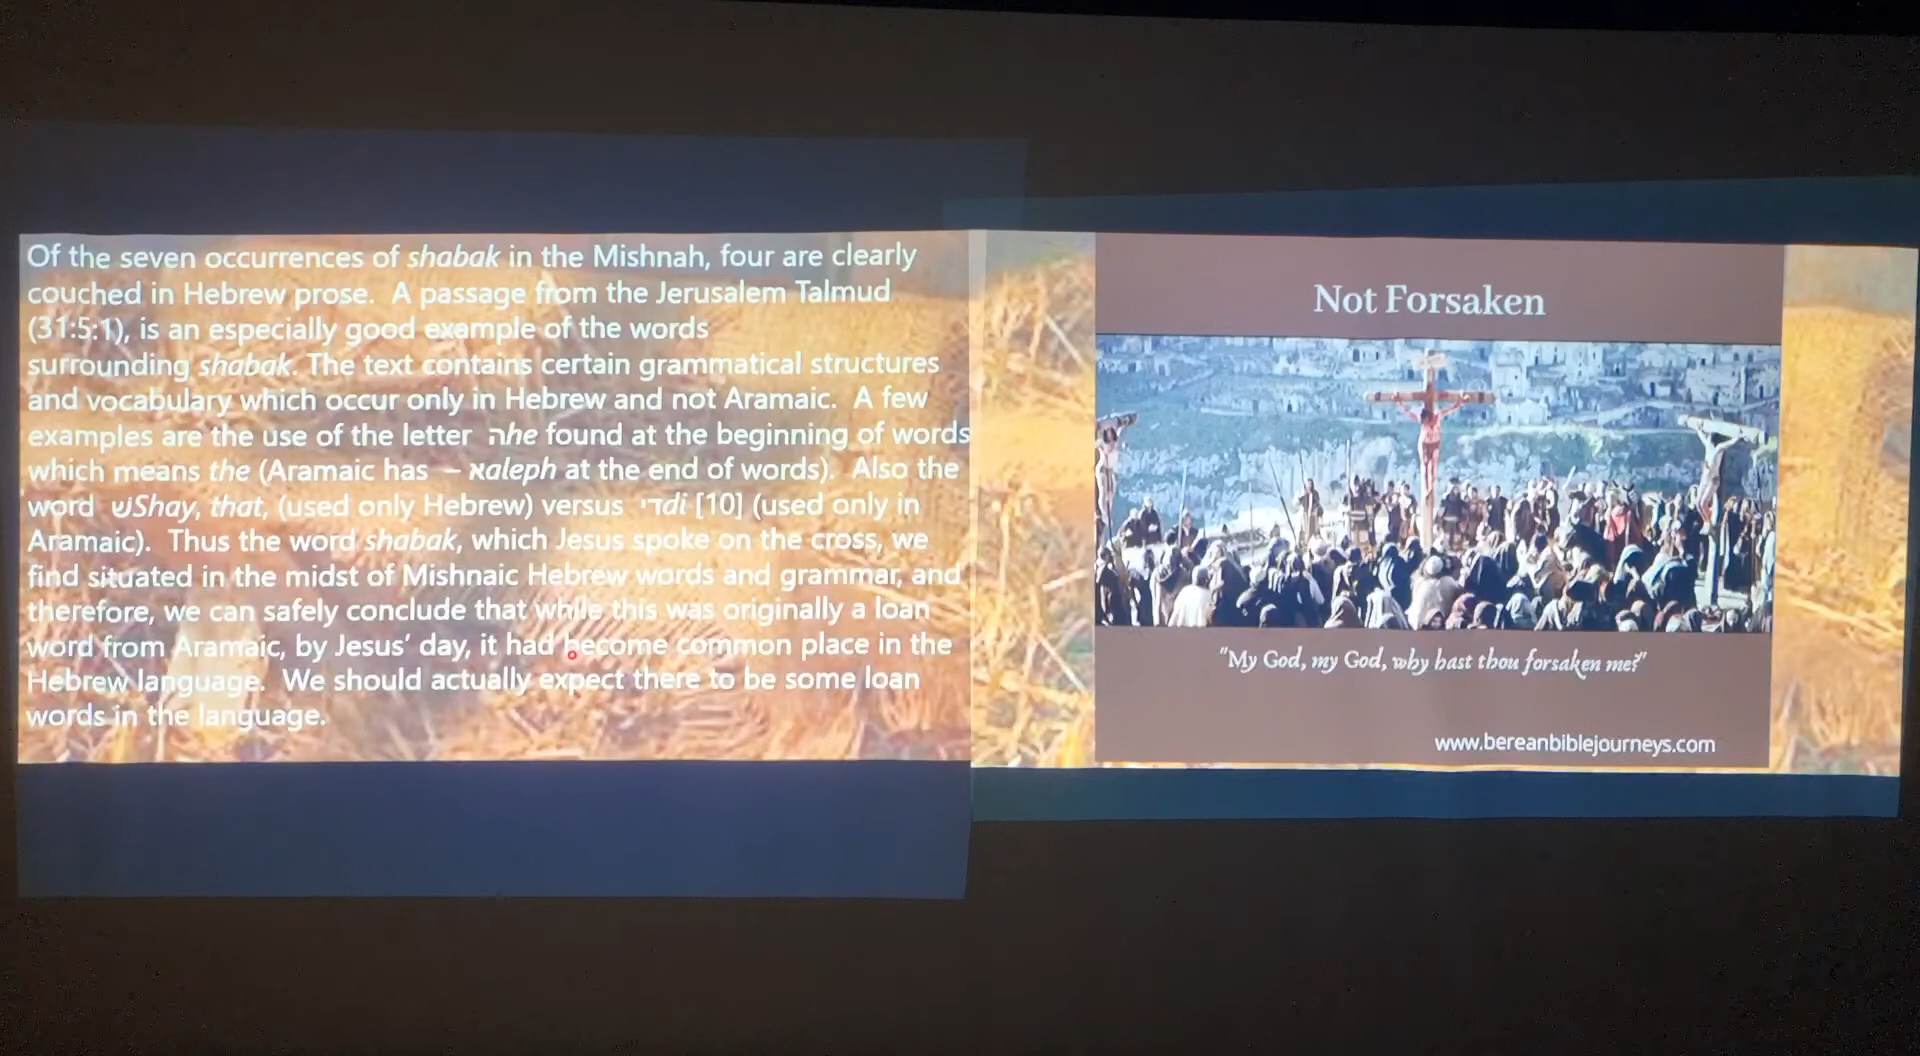 Of the seven occurrences of shabak in the Mishnah, four are clearly
couched in Hebrew prose.  A passage from the Jerusalem Talmud
(31:5:1), is an especially good example of the words
surrounding shabak. The text contains certain grammatical structures
and vocabulary which occur only in Hebrew and not Aramaic.  A few
examples are the use of the letter הhe found at the beginning of words
which means the (Aramaic has – אaleph at the end of words).  Also the
word שׁShay, that, (used only Hebrew) versus דיdi [10] (used only in
Aramaic).  Thus the word shabak, which Jesus spoke on the cross, we
find situated in the midst of Mishnaic Hebrew words and grammar, and
therefore, we can safely conclude that while this was originally a loan
word from Aramaic, by Jesus’ day, it had become common place in the
Hebrew language.  We should actually expect there to be some loan
words in the language.
Not Forsaken
"My God, my God, why hast thou forsaken me?"
www.bereanbiblejourneys.com